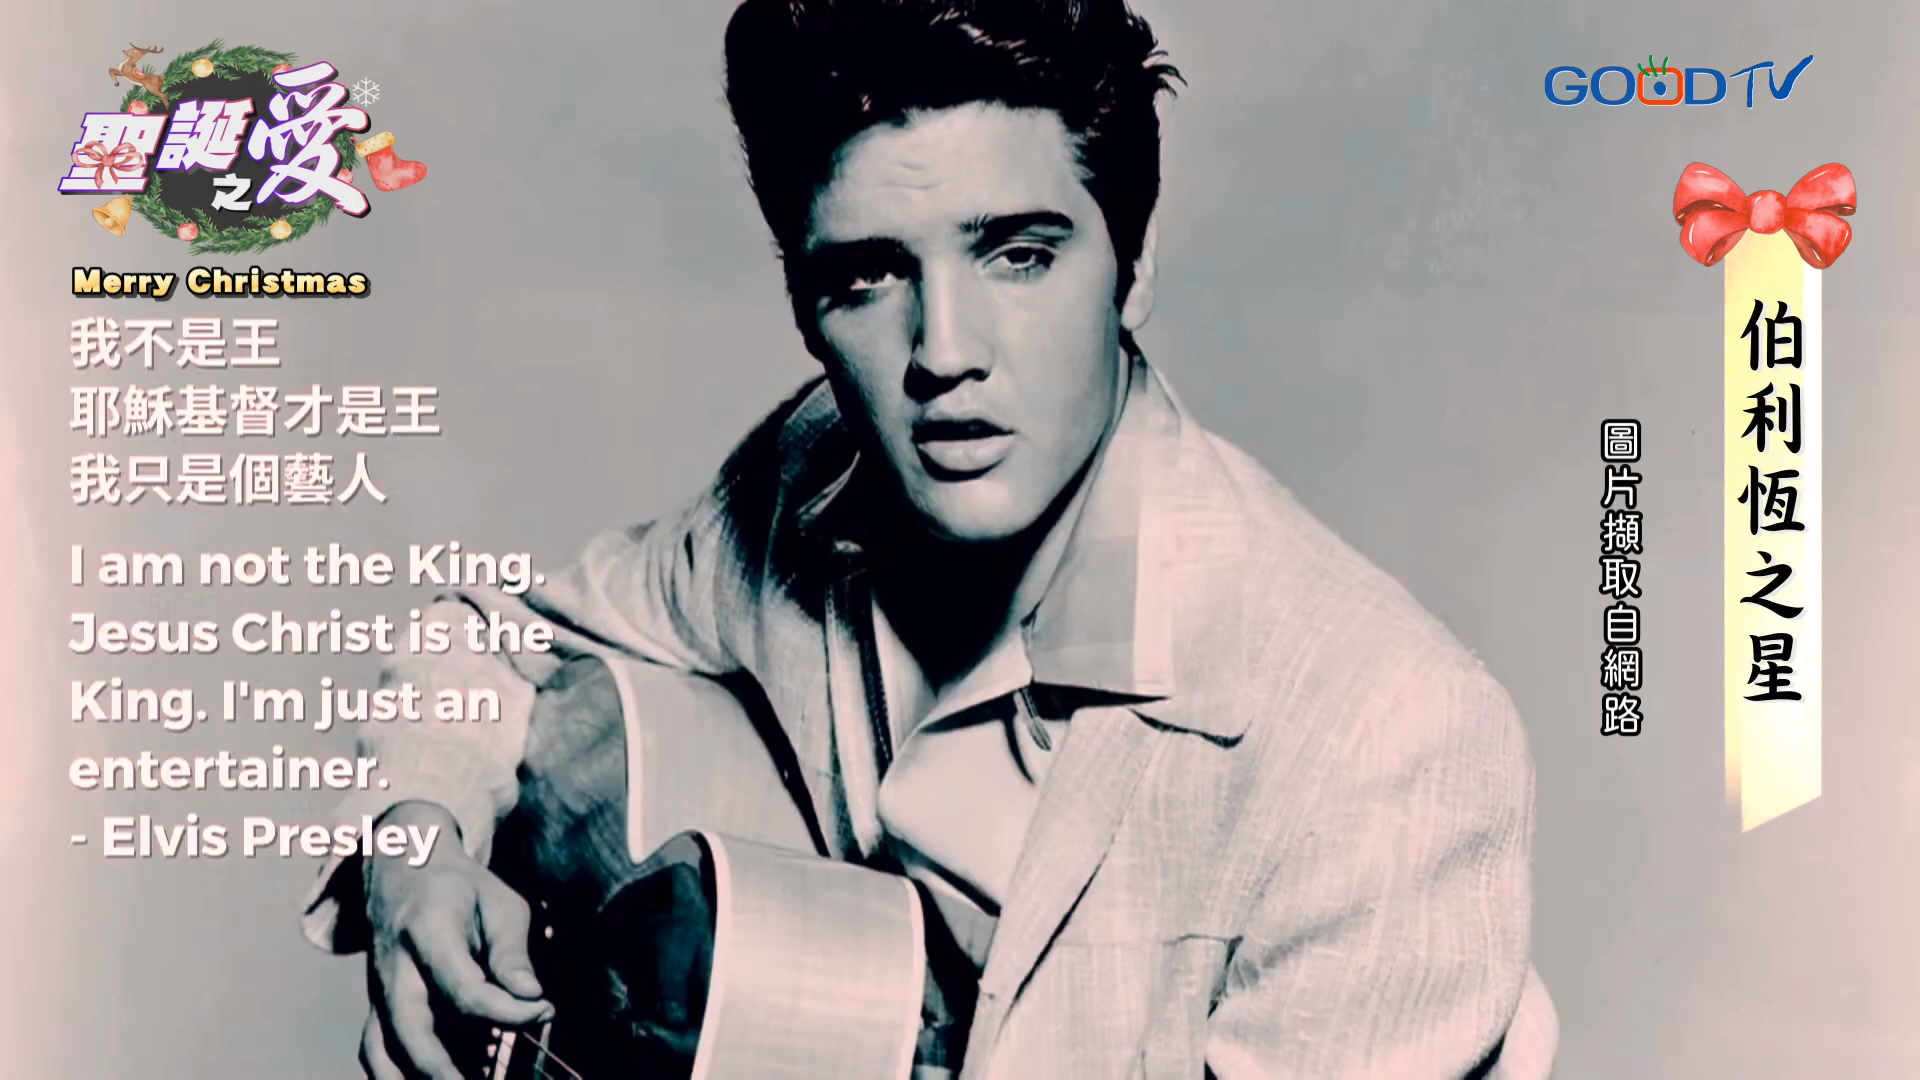 聖誕之愛
Merry Christmas
我不是王
耶穌基督才是王
我只是個藝人
I am not the King.
Jesus Christ is the
King. I'm just an
entertainer.
- Elvis Presley
GOOD TV
伯利恆之星
圖片擷取自網路